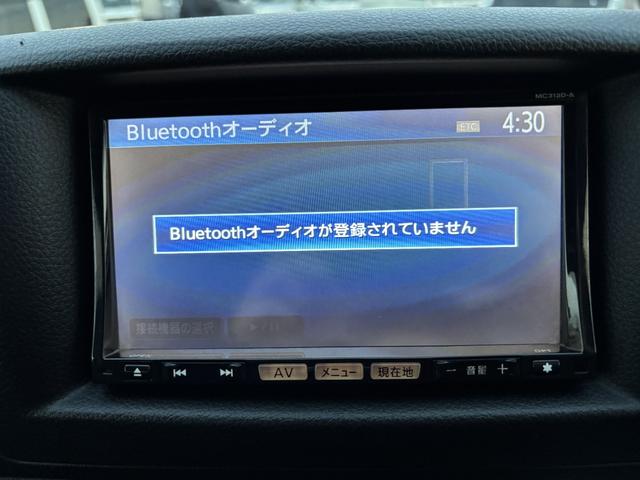 MC312D-A
Bluetoothオーディオ
ETC
4:30
Bluetoothオーディオが登録されていません
接続機器の選択
AV
メニュー
現在地
− 音量 +